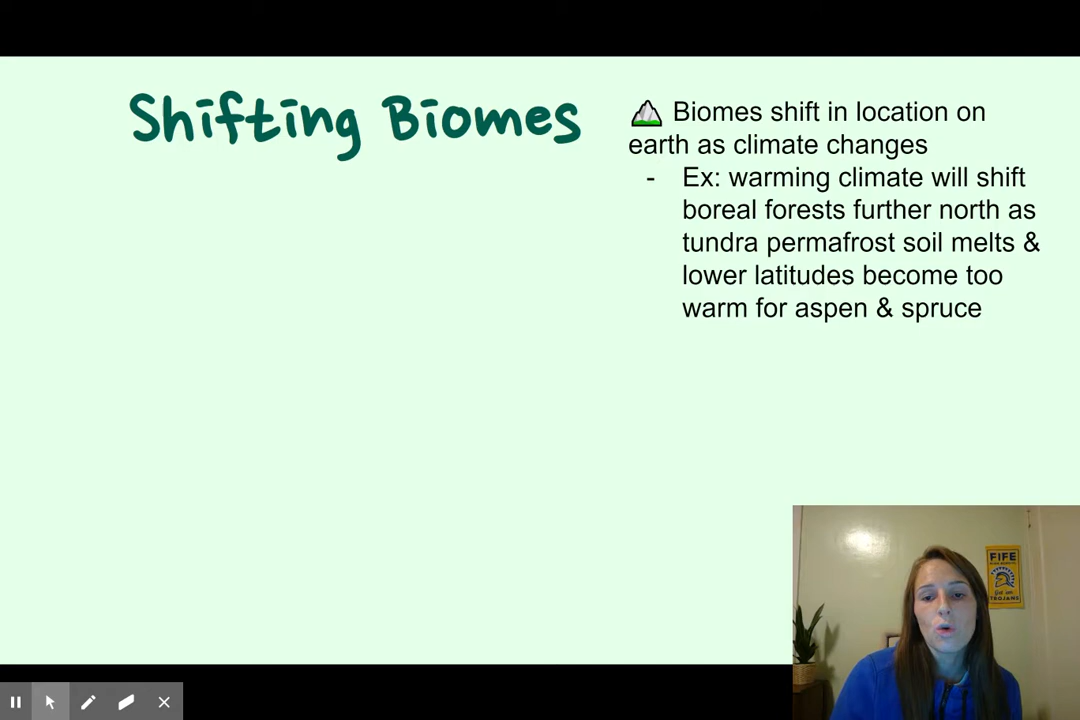 Shifting Biomes
Biomes shift in location on
earth as climate changes
- Ex: warming climate will shift
boreal forests further north as
tundra permafrost soil melts &
lower latitudes become too
warm for aspen & spruce
FIFE
TROJANS